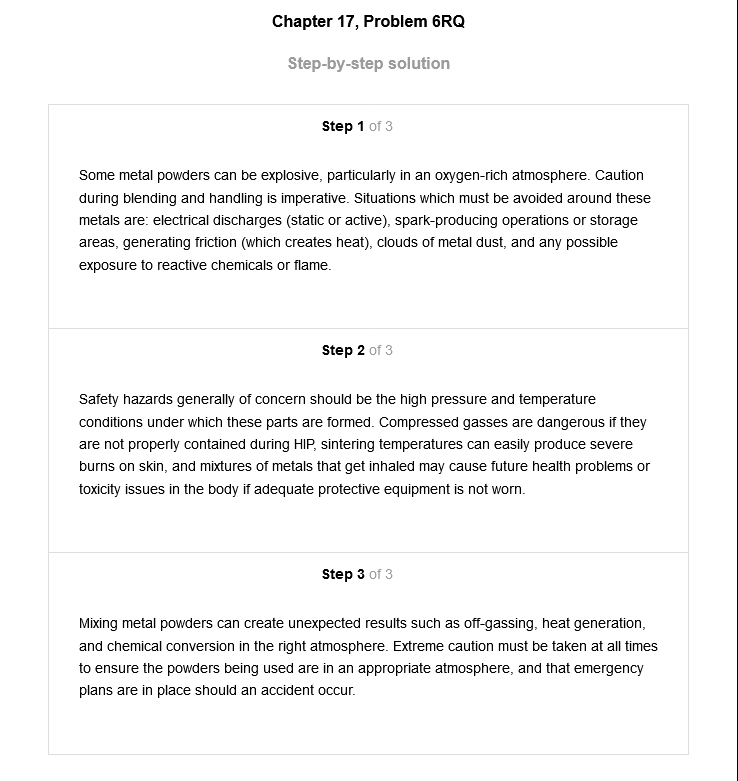 Chapter 17, Problem 6RQ
Step-by-step solution
Step 1 of 3
Some metal powders can be explosive, particularly in an oxygen-rich atmosphere. Caution
during blending and handling is imperative. Situations which must be avoided around these
metals are: electrical discharges (static or active), spark-producing operations or storage
areas, generating friction (which creates heat), clouds of metal dust, and any possible
exposure to reactive chemicals or flame.
Step 2 of 3
Safety hazards generally of concern should be the high pressure and temperature
conditions under which these parts are formed. Compressed gasses are dangerous if they
are not properly contained during HIP, sintering temperatures can easily produce severe
burns on skin, and mixtures of metals that get inhaled may cause future health problems or
toxicity issues in the body if adequate protective equipment is not worn.
Step 3 of 3
Mixing metal powders can create unexpected results such as off-gassing, heat generation,
and chemical conversion in the right atmosphere. Extreme caution must be taken at all times
to ensure the powders being used are in an appropriate atmosphere, and that emergency
plans are in place should an accident occur.